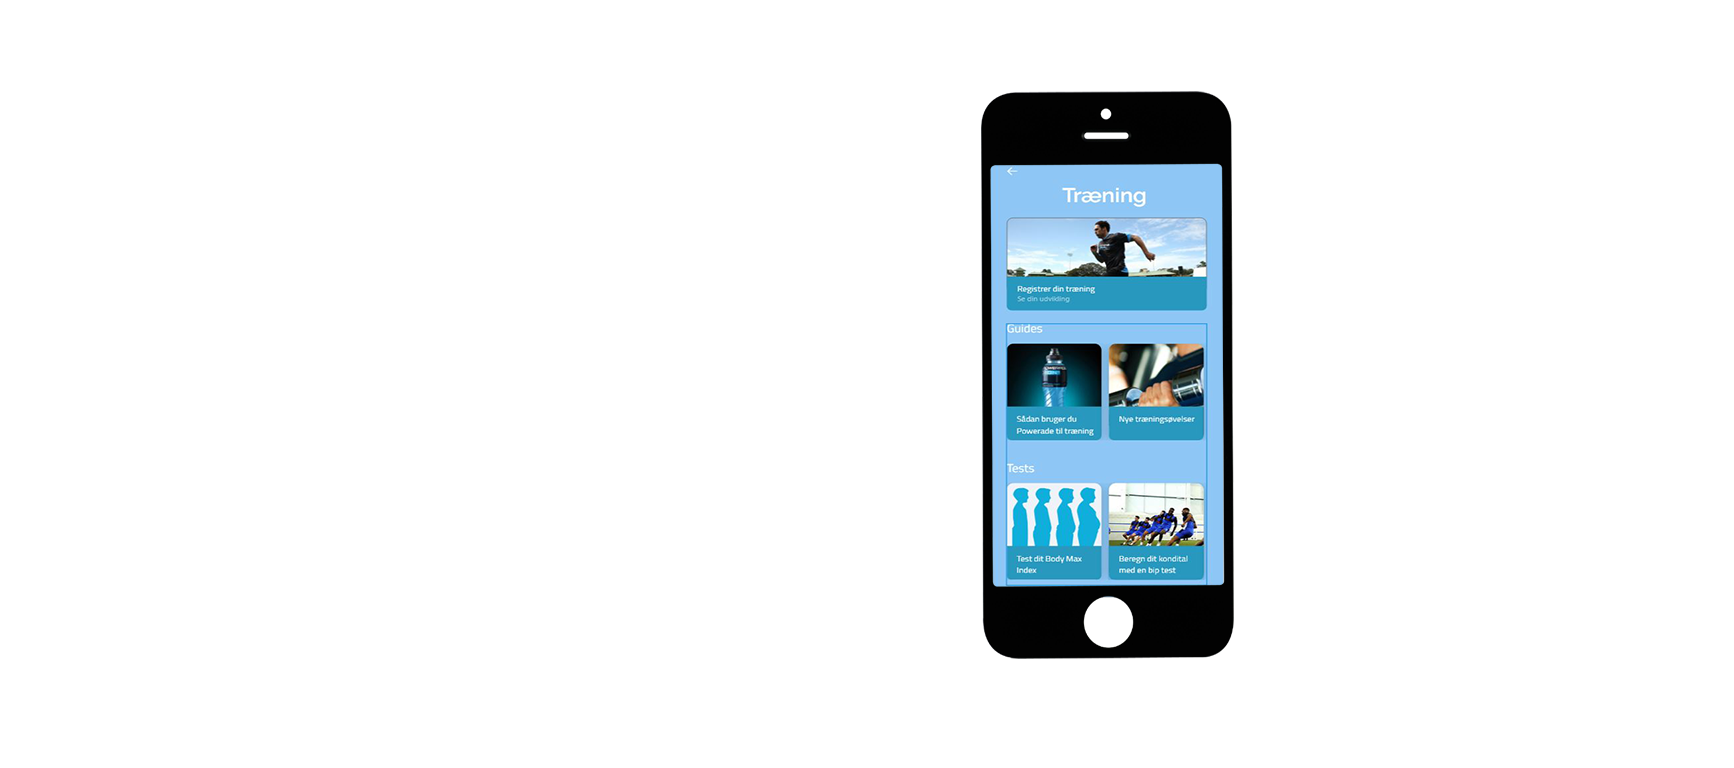 Træning
Registrer din træning
Se din udvikling
Guides
Sådan bruger du
Powerade til træning
Nye træningsøvelser
Tests
Test dit Body Max
Index
Beregn dit kondital
med en bip test